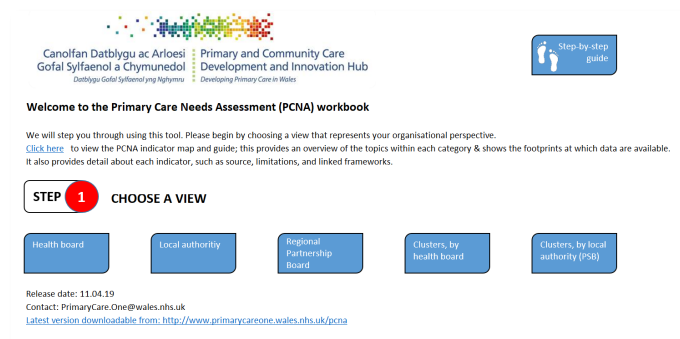 Canolfan Datblygu ac Arloesi
Gofal Sylfaenol a Chymunedol
Datblygu Gofal Sylfaenol yng Nghymru
Primary and Community Care
Development and Innovation Hub
Developing Primary Care in Wales
Step-by-step
guide
Welcome to the Primary Care Needs Assessment (PCNA) workbook
We will step you through using this tool. Please begin by choosing a view that represents your organisational perspective.
Click here to view the PCNA indicator map and guide; this provides an overview of the topics within each category & shows the footprints at which data are available.
It also provides detail about each indicator, such as source, limitations, and linked frameworks.
STEP 1 CHOOSE A VIEW
Health board
Local authoritiy
Regional
Partnership
Board
Clusters, by
health board
Clusters, by local
authority (PSB)
Release date: 11.04.19
Contact: PrimaryCare.One@wales.nhs.uk
Latest version downloadable from: http://www.primarycareone.wales.nhs.uk/pcna